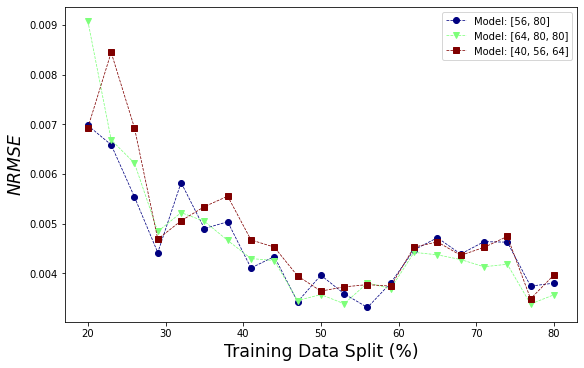 0.009
0.008
0.007
0.006
0.005
0.004
NRMSE
20 30 40 50 60 70 80
Training Data Split (%)
Model: [56, 80]
Model: [64, 80, 80]
Model: [40, 56, 64]